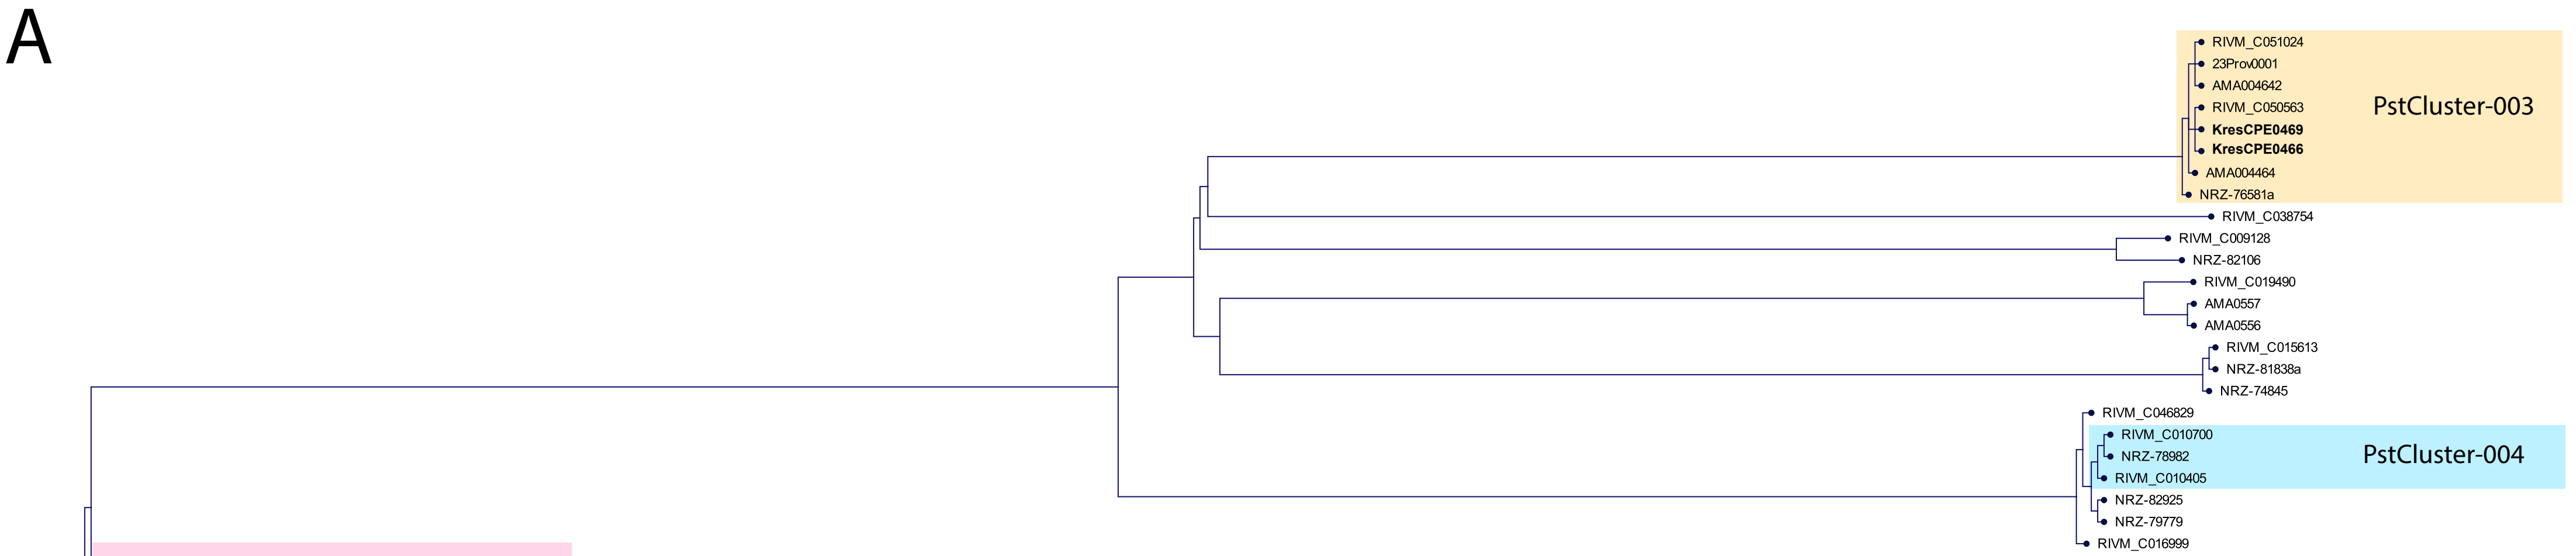 A
RIVM_C051024
23Prov0001
AMA004642
PstCluster-003
RIVM_C050563
KresCPE0469
KresCPE0466
AMA004464
NRZ-76581a
RIVM_C038754
RIVM_C009128
NRZ-82106
RIVM_C019490
AMA0557
AMA0556
RIVM_C015613
NRZ-81838a
NRZ-74845
RIVM_C046829
RIVM_C010700
NRZ-78982
PstCluster-004
RIVM_C010405
NRZ-82925
NRZ-79779
RIVM_C016999